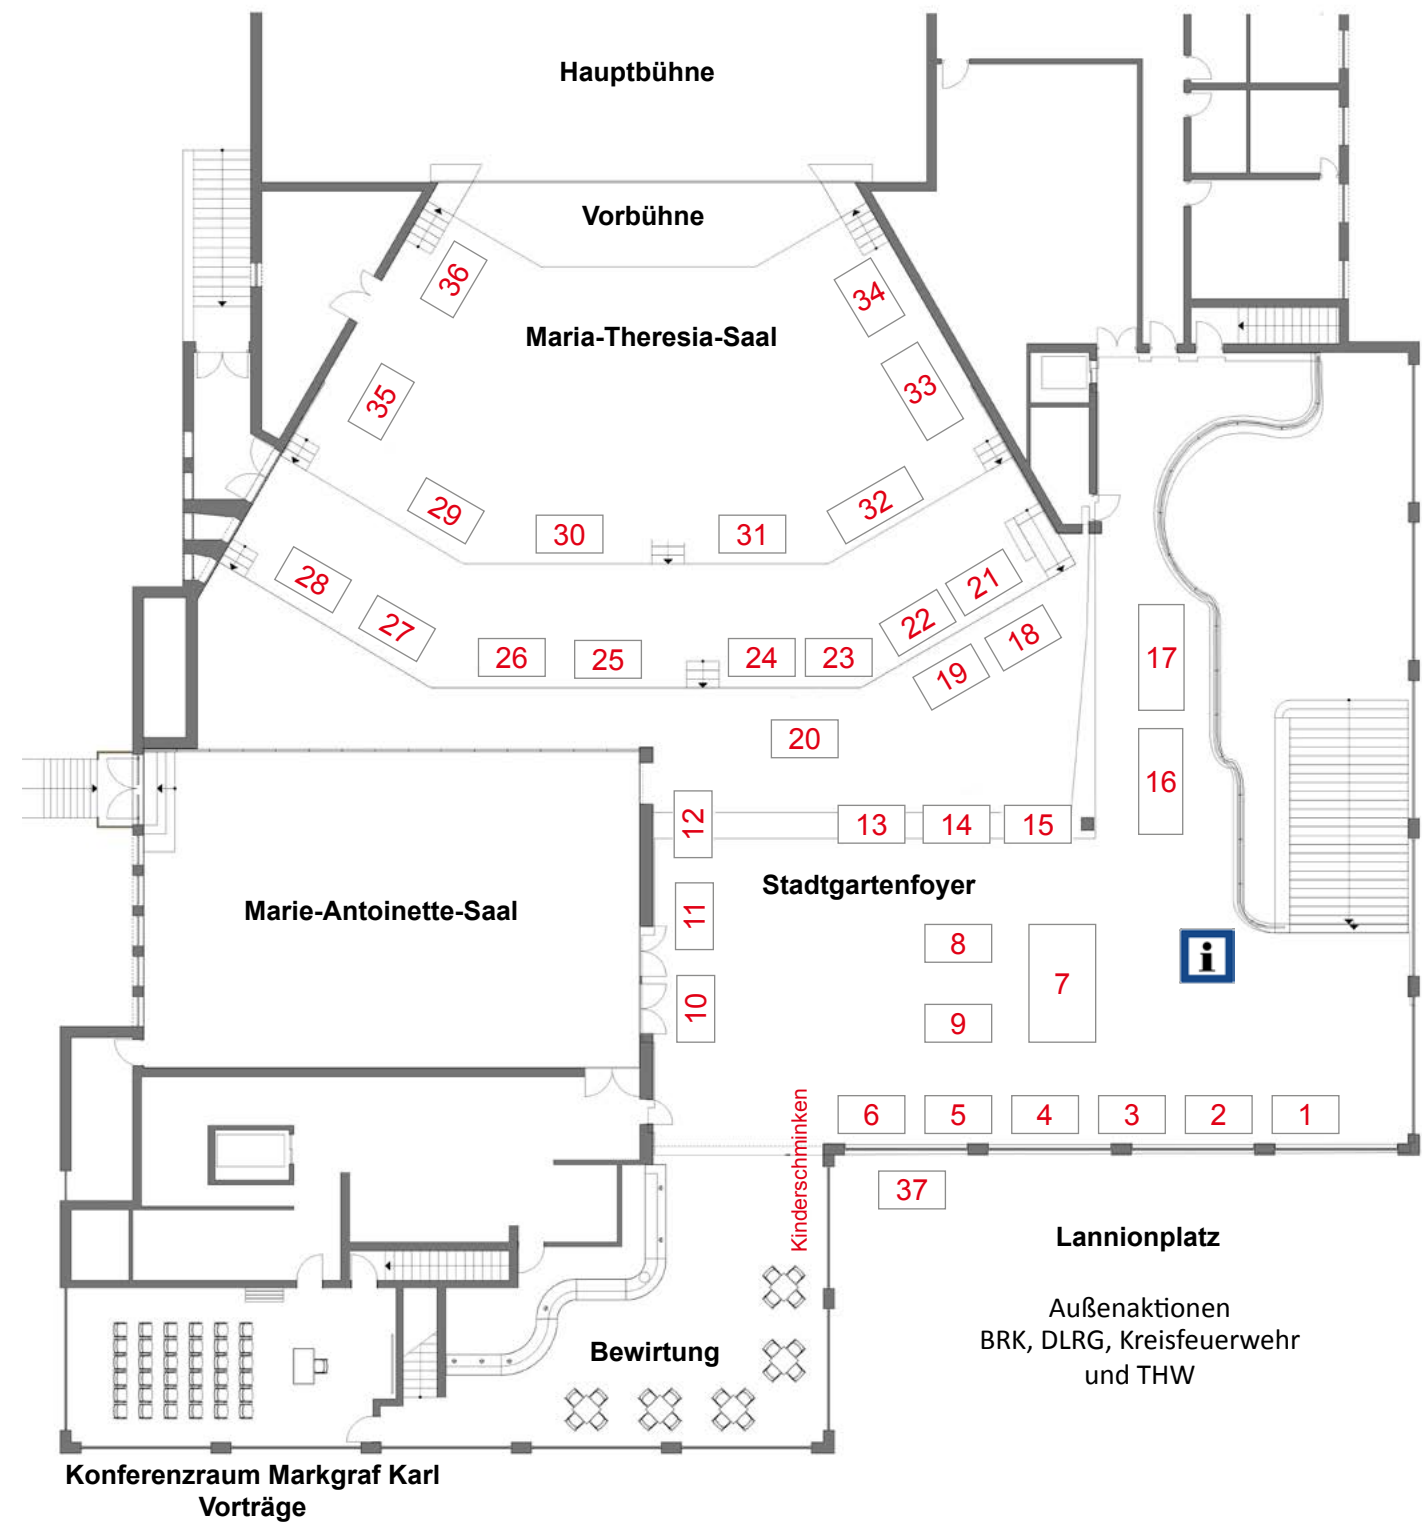 Hauptbühne
Vorbühne
36
34
Maria-Theresia-Saal
35
33
29
30
31
32
28
27
26
25
24
23
22
21
19
18
20
17
16
12
13
14
15
Stadtgartenfoyer
Marie-Antoinette-Saal
11
10
8
7
i
9
Kinderschminken
6
5
4
3
2
1
37
Lannionplatz
Außenaktionen
BRK, DLRG, Kreisfeuerwehr
und THW
Bewirtung
Konferenzraum Markgraf Karl
Vorträge